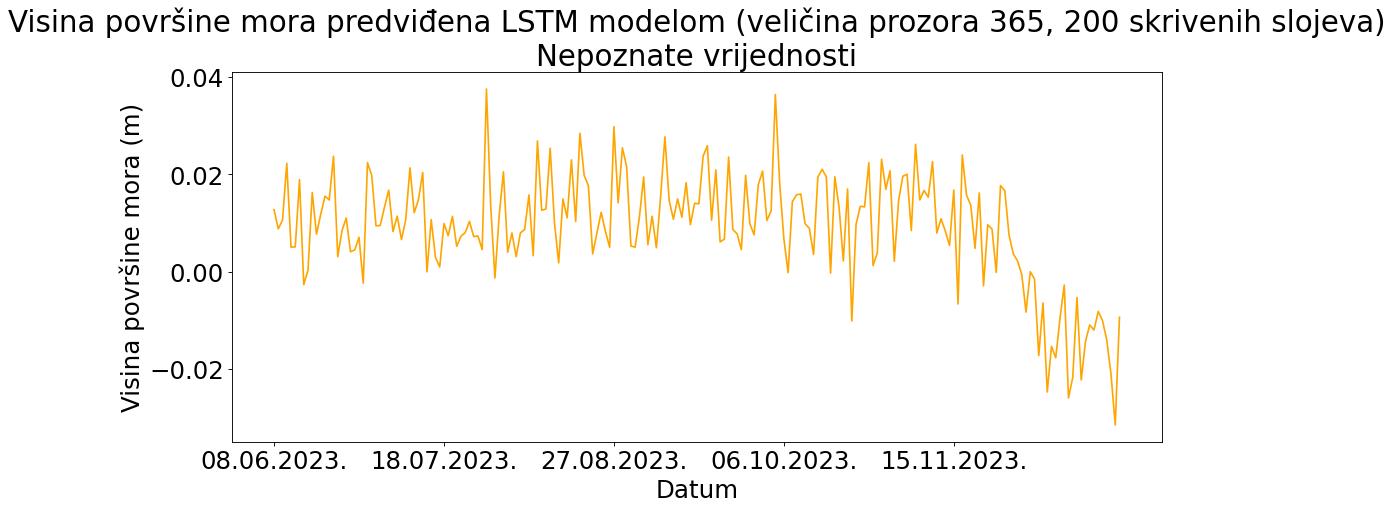 Visina površine mora predviđena LSTM modelom (veličina prozora 365, 200 skrivenih slojeva)
Nepoznate vrijednosti
Visina površine mora (m)
0.04
0.02
0.00
−0.02
08.06.2023. 18.07.2023. 27.08.2023. 06.10.2023. 15.11.2023.
Datum